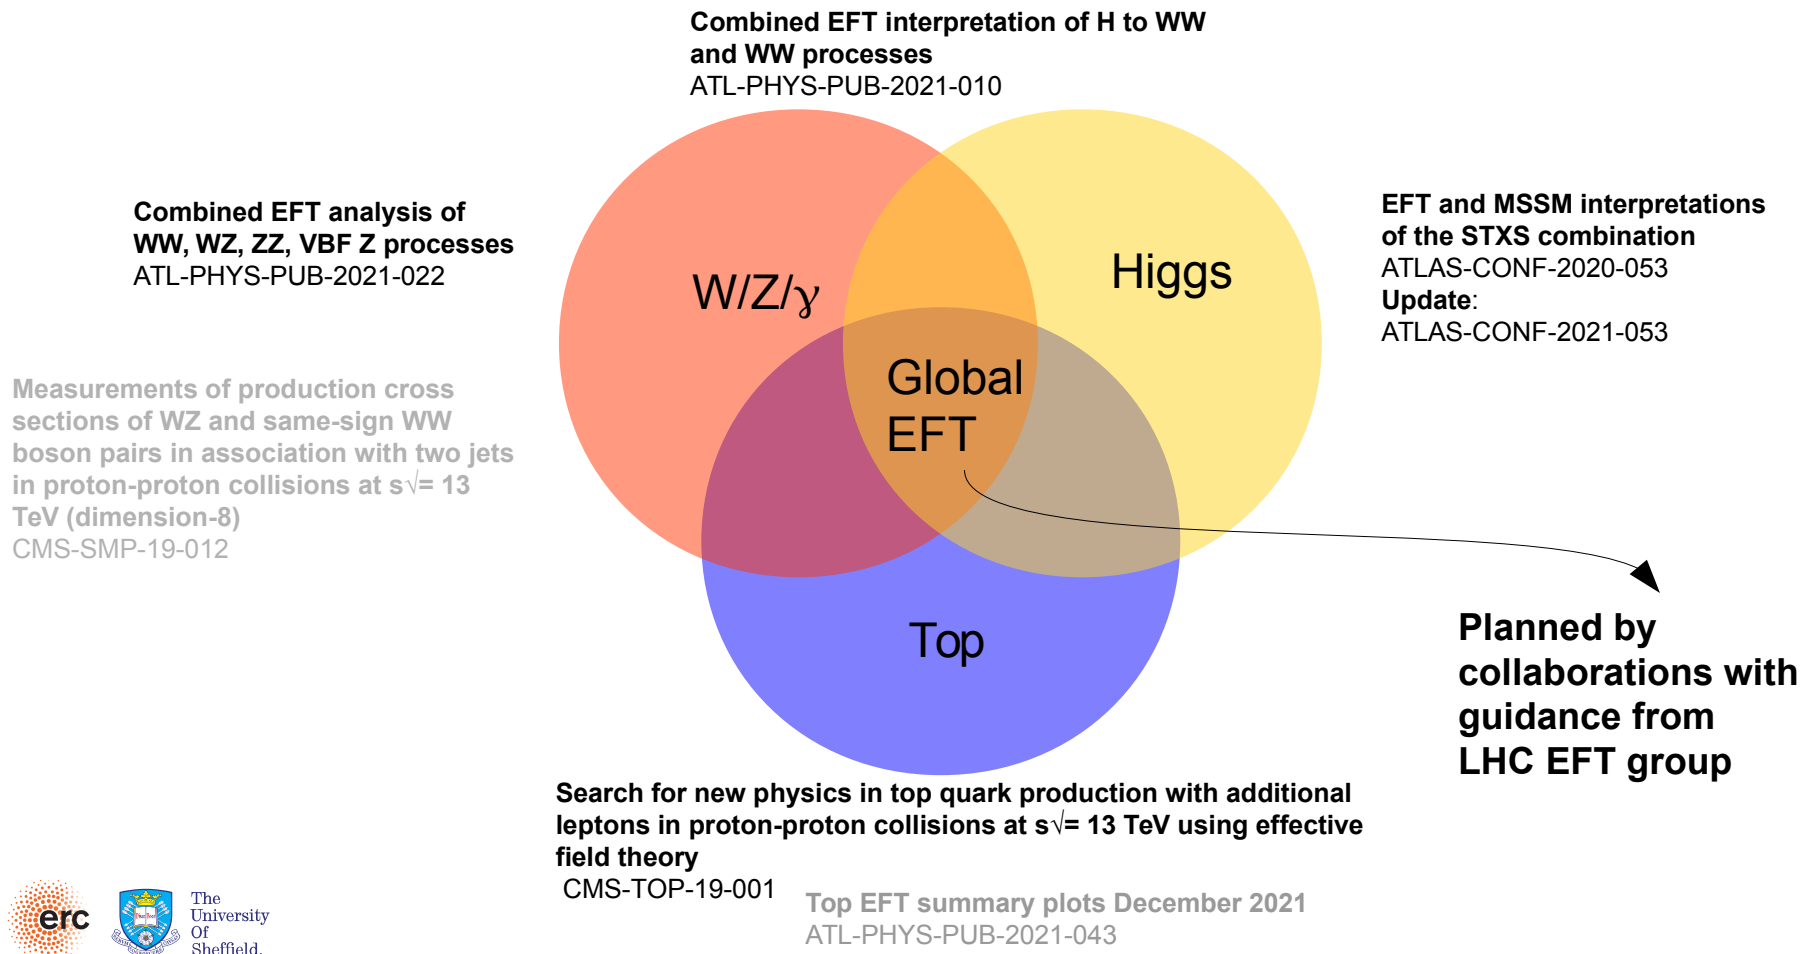 Combined EFT interpretation of H to WW
and WW processes
ATL-PHYS-PUB-2021-010
Combined EFT analysis of
WW, WZ, ZZ, VBF Z processes
ATL-PHYS-PUB-2021-022
EFT and MSSM interpretations
of the STXS combination
ATLAS-CONF-2020-053
Update:
ATLAS-CONF-2021-053
W/Z/γ
Higgs
Global
EFT
Top
Measurements of production cross
sections of WZ and same-sign WW
boson pairs in association with two jets
in proton-proton collisions at s√= 13
TeV (dimension-8)
CMS-SMP-19-012
Planned by
collaborations with
guidance from
LHC EFT group
Search for new physics in top quark production with additional
leptons in proton-proton collisions at s√= 13 TeV using effective
field theory
CMS-TOP-19-001
Top EFT summary plots December 2021
ATL-PHYS-PUB-2021-043
erc
The
University
Of
Sheffield.